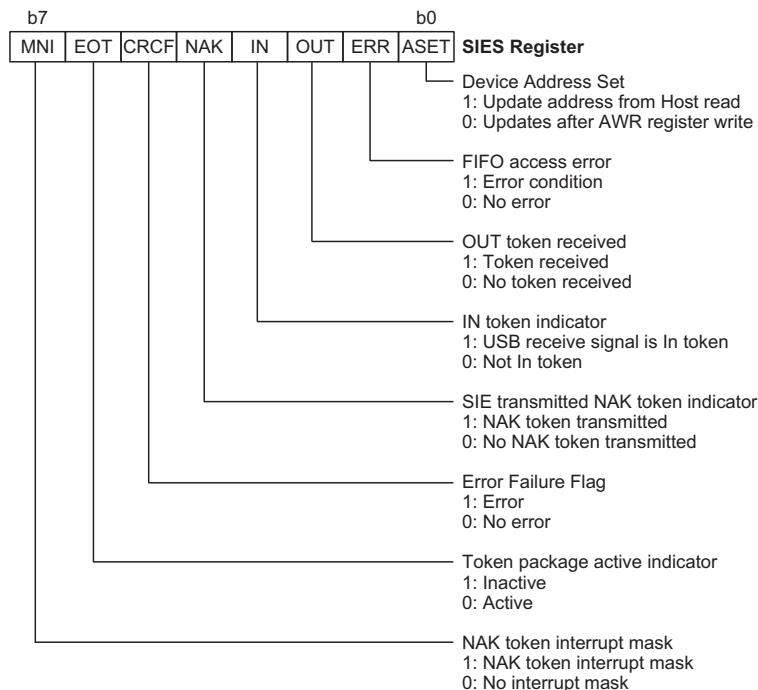 b7 b0
MNI EOT CRCF NAK IN OUT ERR ASET SIES Register
Device Address Set
1: Update address from Host read
0: Updates after AWR register write
FIFO access error
1: Error condition
0: No error
OUT token received
1: Token received
0: No token received
IN token indicator
1: USB receive signal is In token
0: Not In token
SIE transmitted NAK token indicator
1: NAK token transmitted
0: No NAK token transmitted
Error Failure Flag
1: Error
0: No error
Token package active indicator
1: Inactive
0: Active
NAK token interrupt mask
1: NAK token interrupt mask
0: No interrupt mask